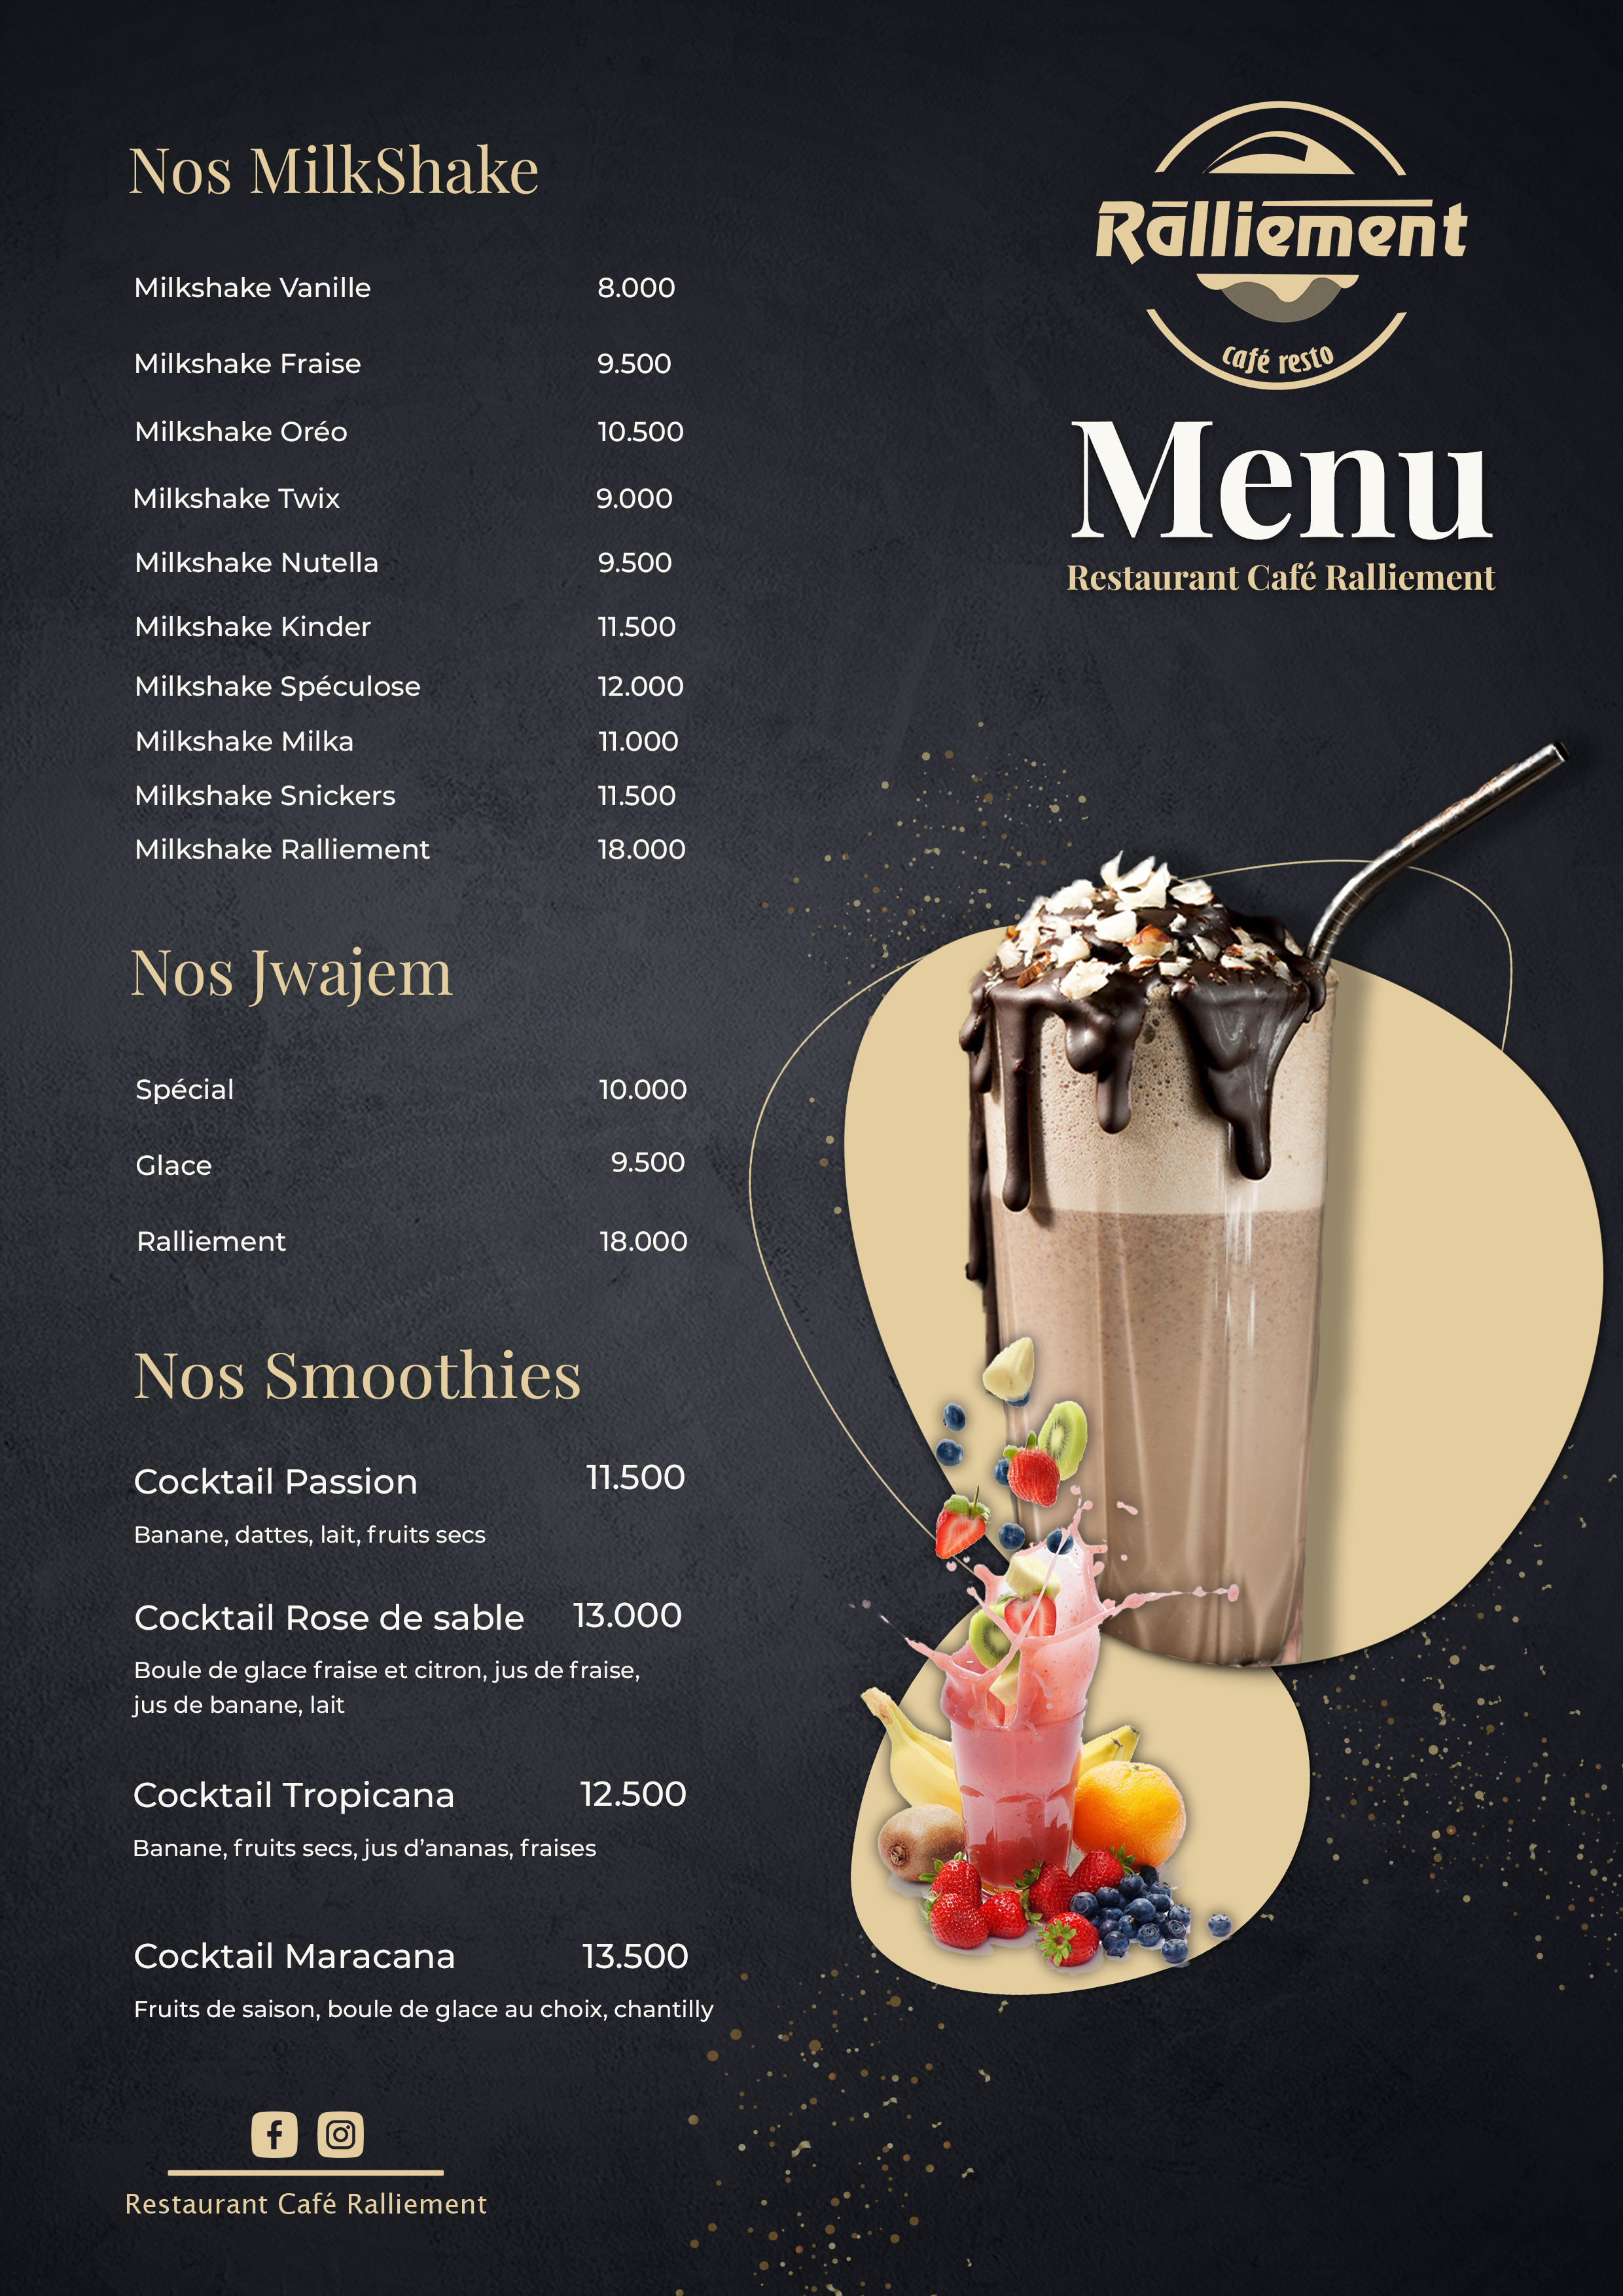 Nos MilkShake
Milkshake Vanille 8.000
Milkshake Fraise 9.500
Milkshake Oréo 10.500
Milkshake Twix 9.000
Milkshake Nutella 9.500
Milkshake Kinder 11.500
Milkshake Spéculose 12.000
Milkshake Milka 11.000
Milkshake Snickers 11.500
Milkshake Ralliement 18.000
Nos Jwajem
Spécial 10.000
Glace 9.500
Ralliement 18.000
Nos Smoothies
Cocktail Passion 11.500
Banane, dattes, lait, fruits secs
Cocktail Rose de sable 13.000
Boule de glace fraise et citron, jus de fraise,
jus de banane, lait
Cocktail Tropicana 12.500
Banane, fruits secs, jus d’ananas, fraises
Cocktail Maracana 13.500
Fruits de saison, boule de glace au choix, chantilly
Restaurant Café Ralliement
Ralliement
café resto
Menu
Restaurant Café Ralliement